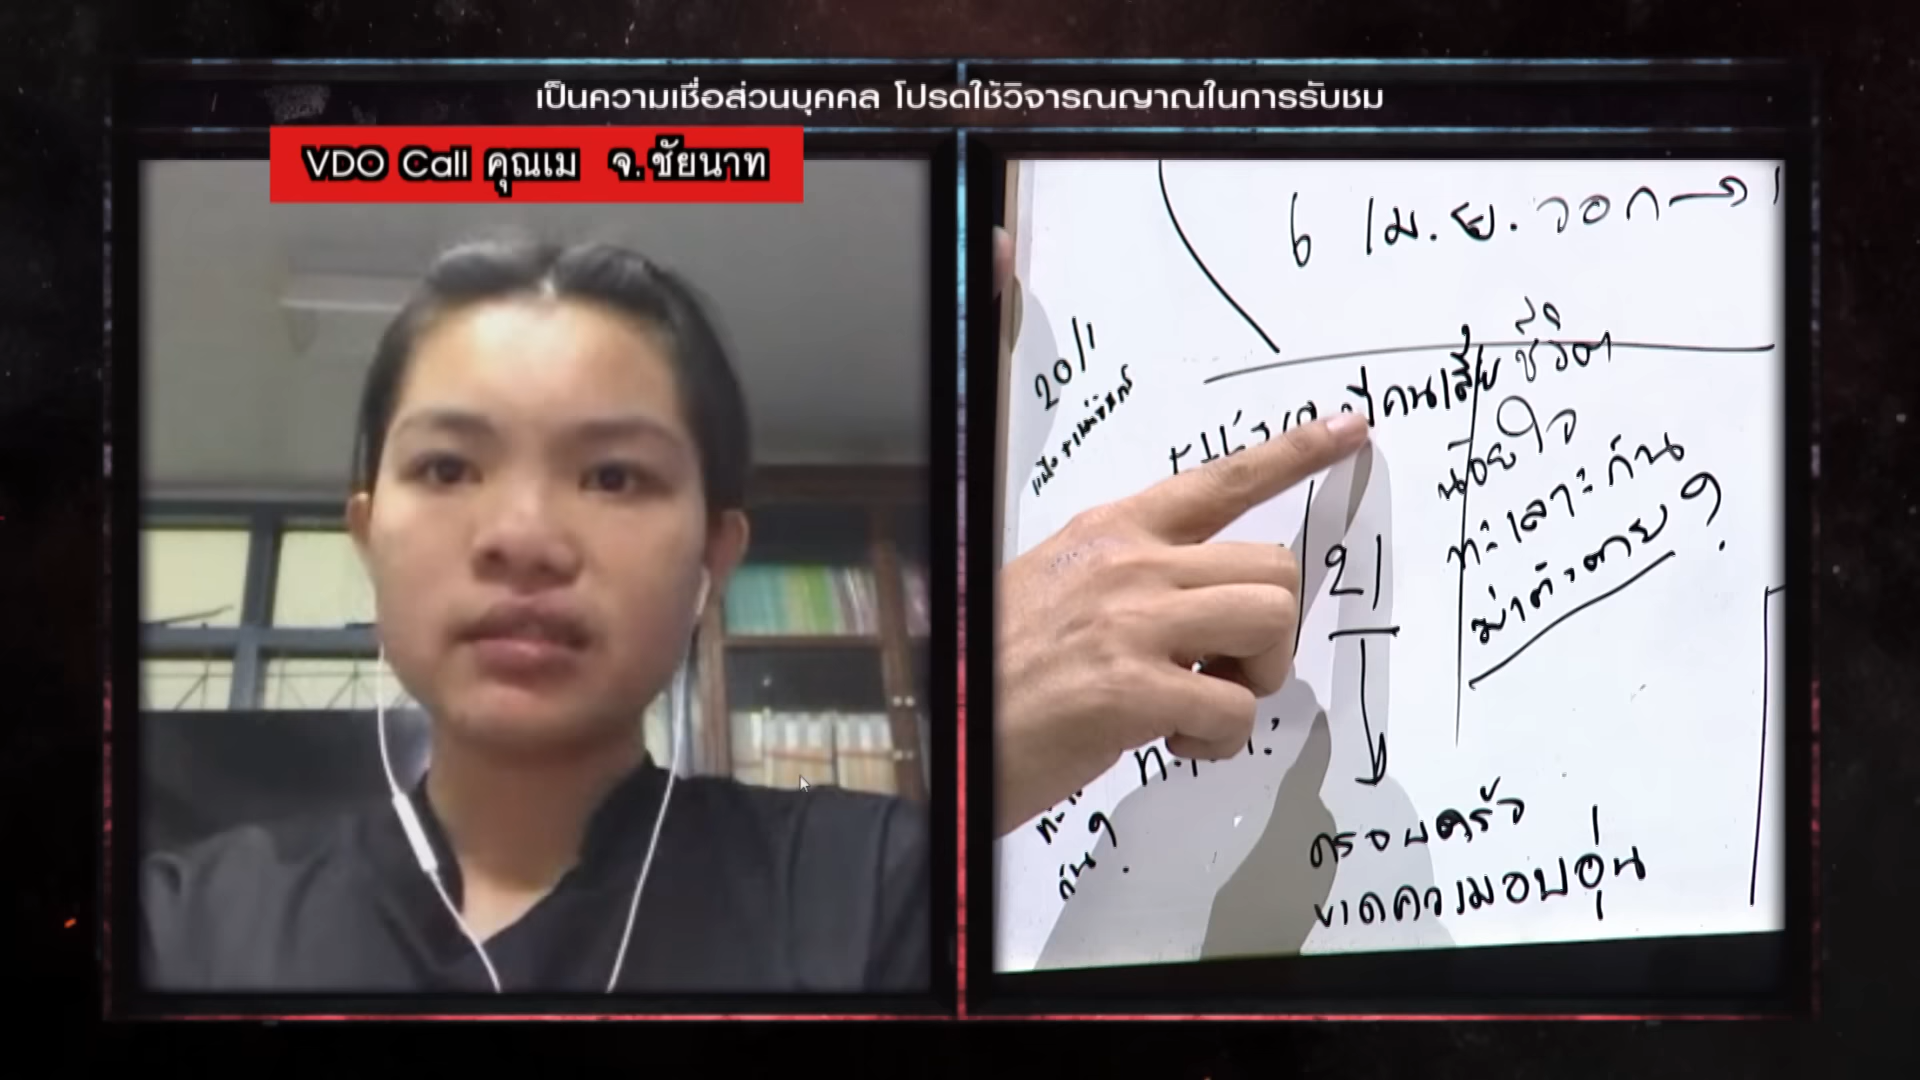 เป็นความเชื่อส่วนบุคคล โปรดใช้วิจารณญาณในการรับชม
VDO Call คุณเม จ.ชัยนาท
6 เม.ย. จอก →
20/1
มีคนเสียชีวิต
น้อยใจ
ทะเลาะกัน
ฆ่าตัวตาย ?
กัน ?
ครอบครัว
ขาดความอบอุ่น